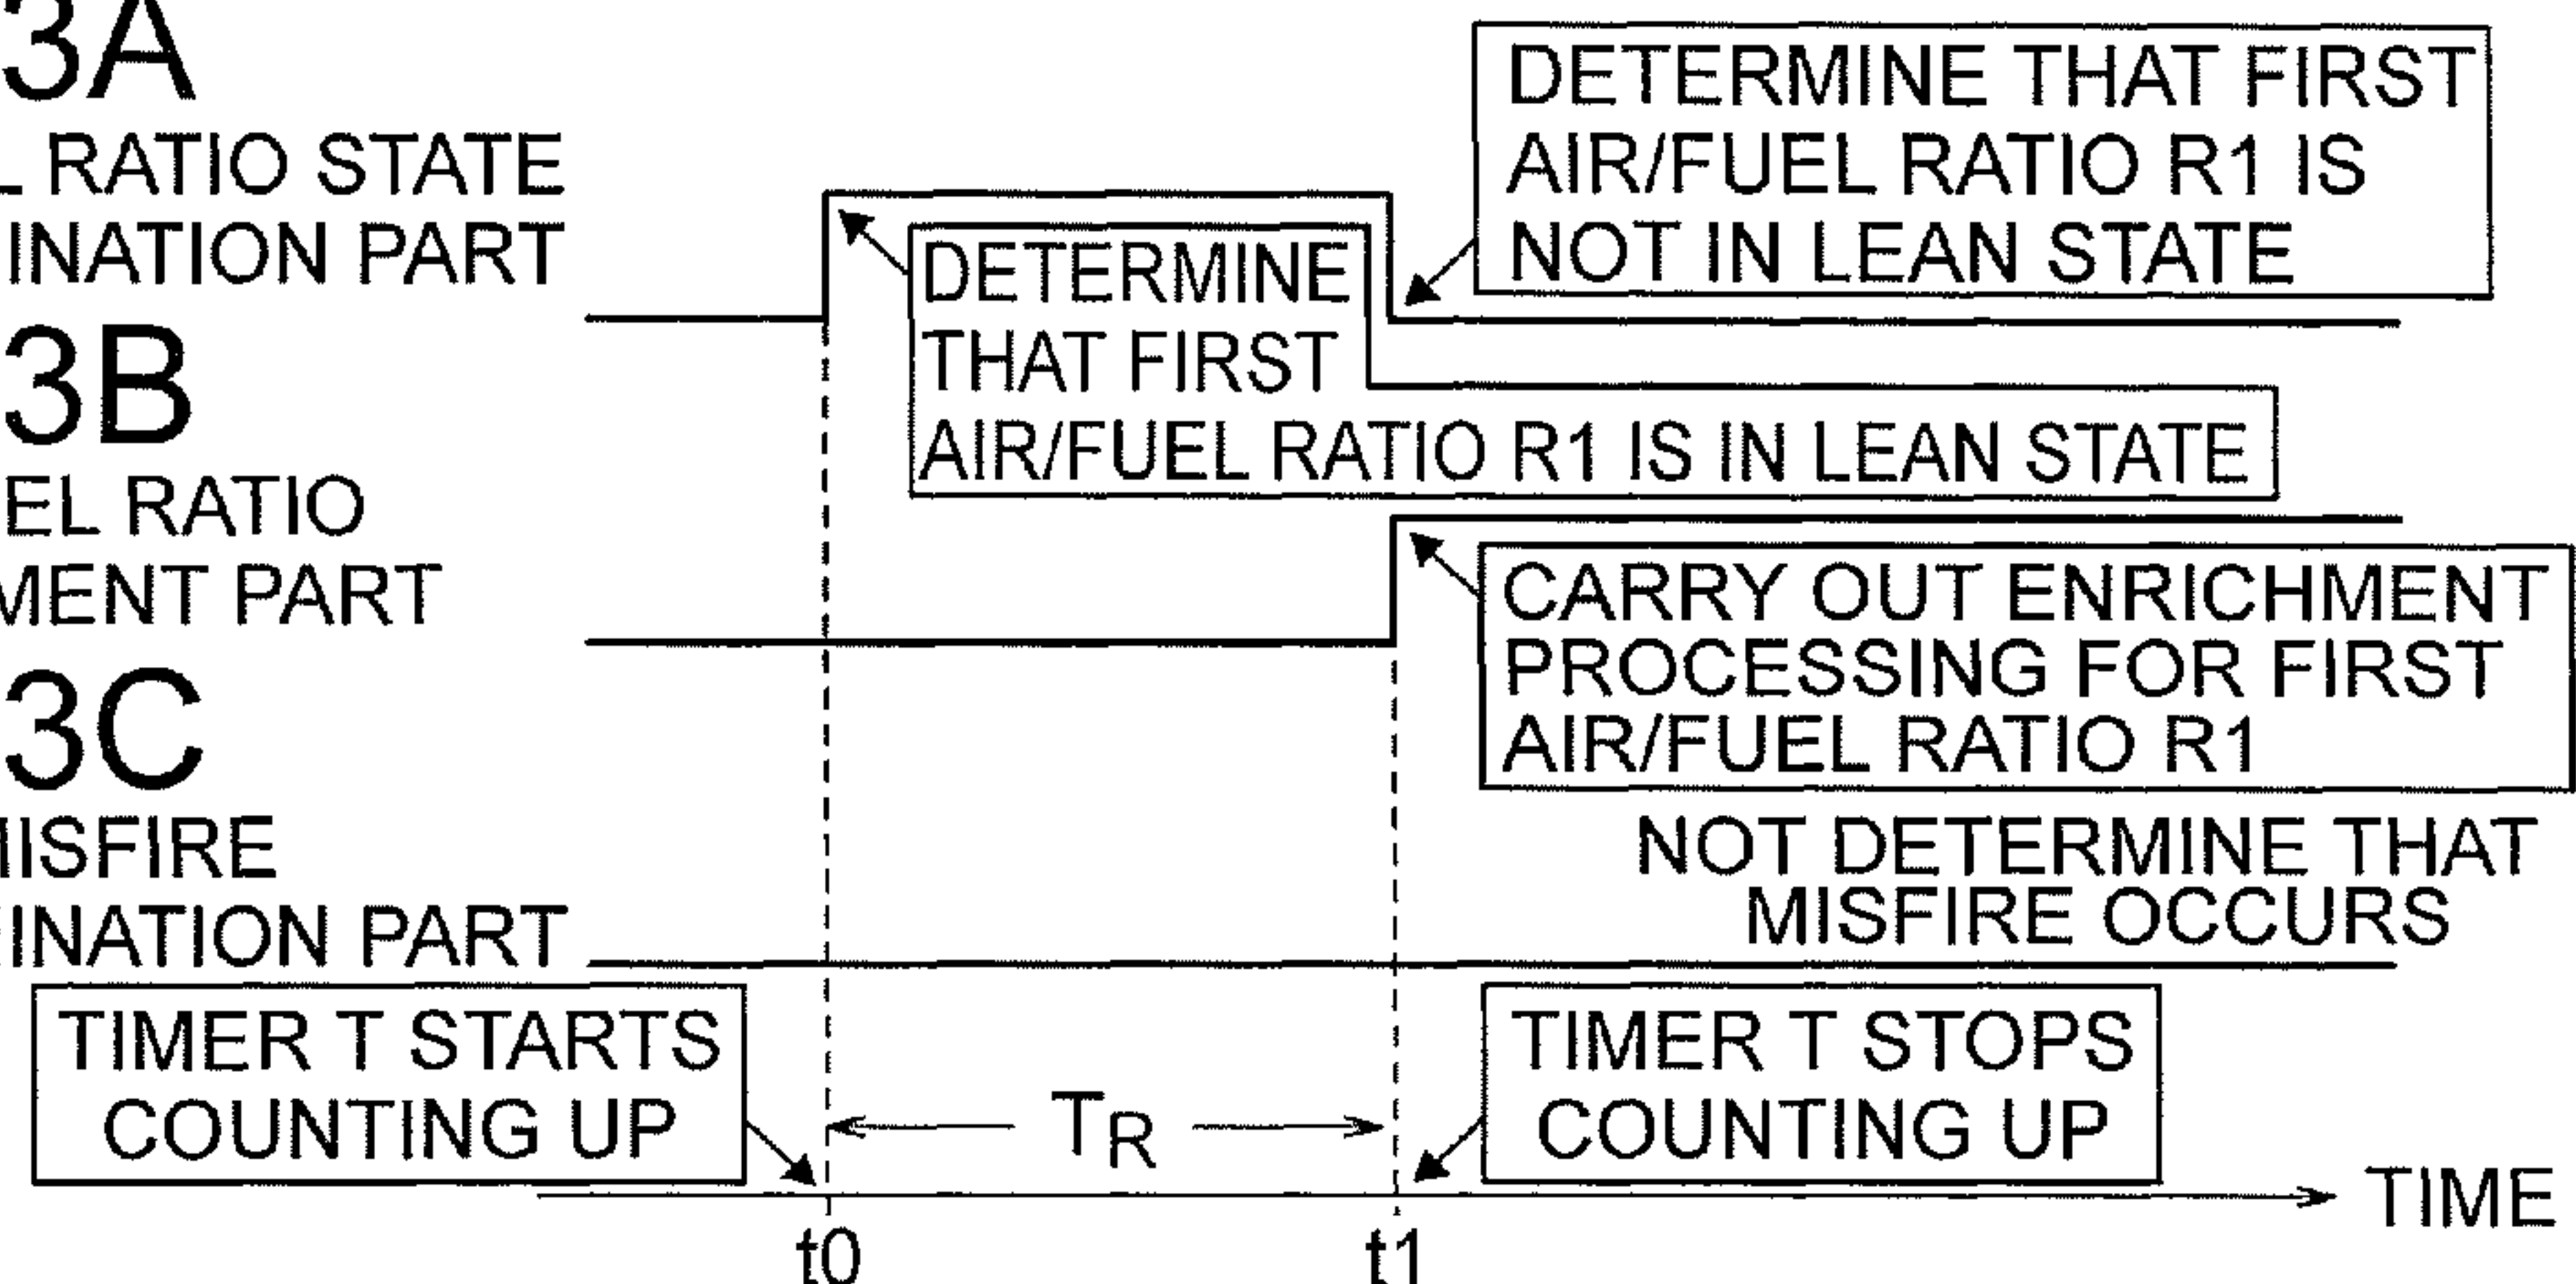 3A
L RATIO STATE
INATION PART
DETERMINE THAT FIRST
AIR/FUEL RATIO R1 IS
NOT IN LEAN STATE
DETERMINE
THAT FIRST
AIR/FUEL RATIO R1 IS IN LEAN STATE
3B
EL RATIO
MENT PART
CARRY OUT ENRICHMENT
PROCESSING FOR FIRST
AIR/FUEL RATIO R1
3C
MISFIRE
INATION PART
NOT DETERMINE THAT
MISFIRE OCCURS
TIMER T STARTS
COUNTING UP
TR
TIMER T STOPS
COUNTING UP
TIME
t0
t1